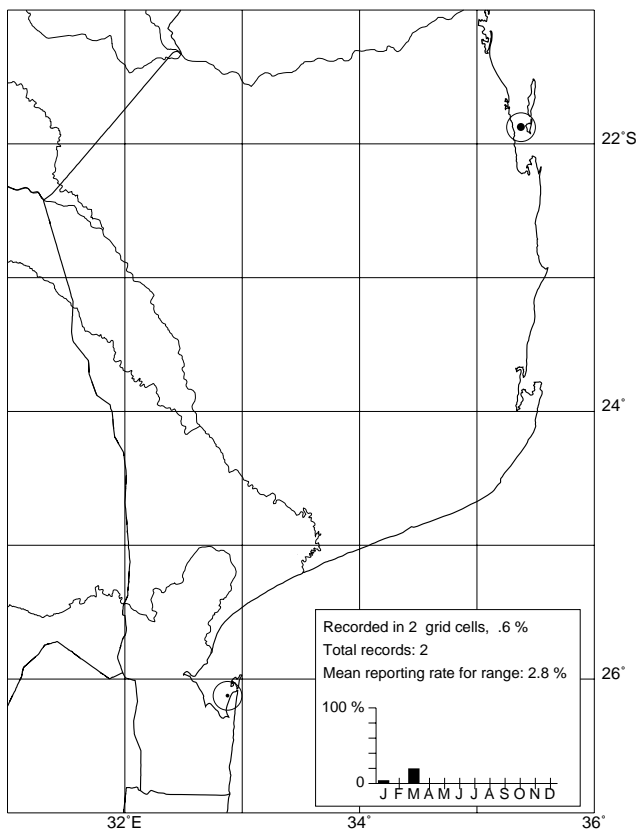 22°S
24°
26°
Recorded in 2 grid cells, .6 %
Total records: 2
Mean reporting rate for range: 2.8 %
100 %
0
J F M A M J J A S O N D
32°E 34° 36°